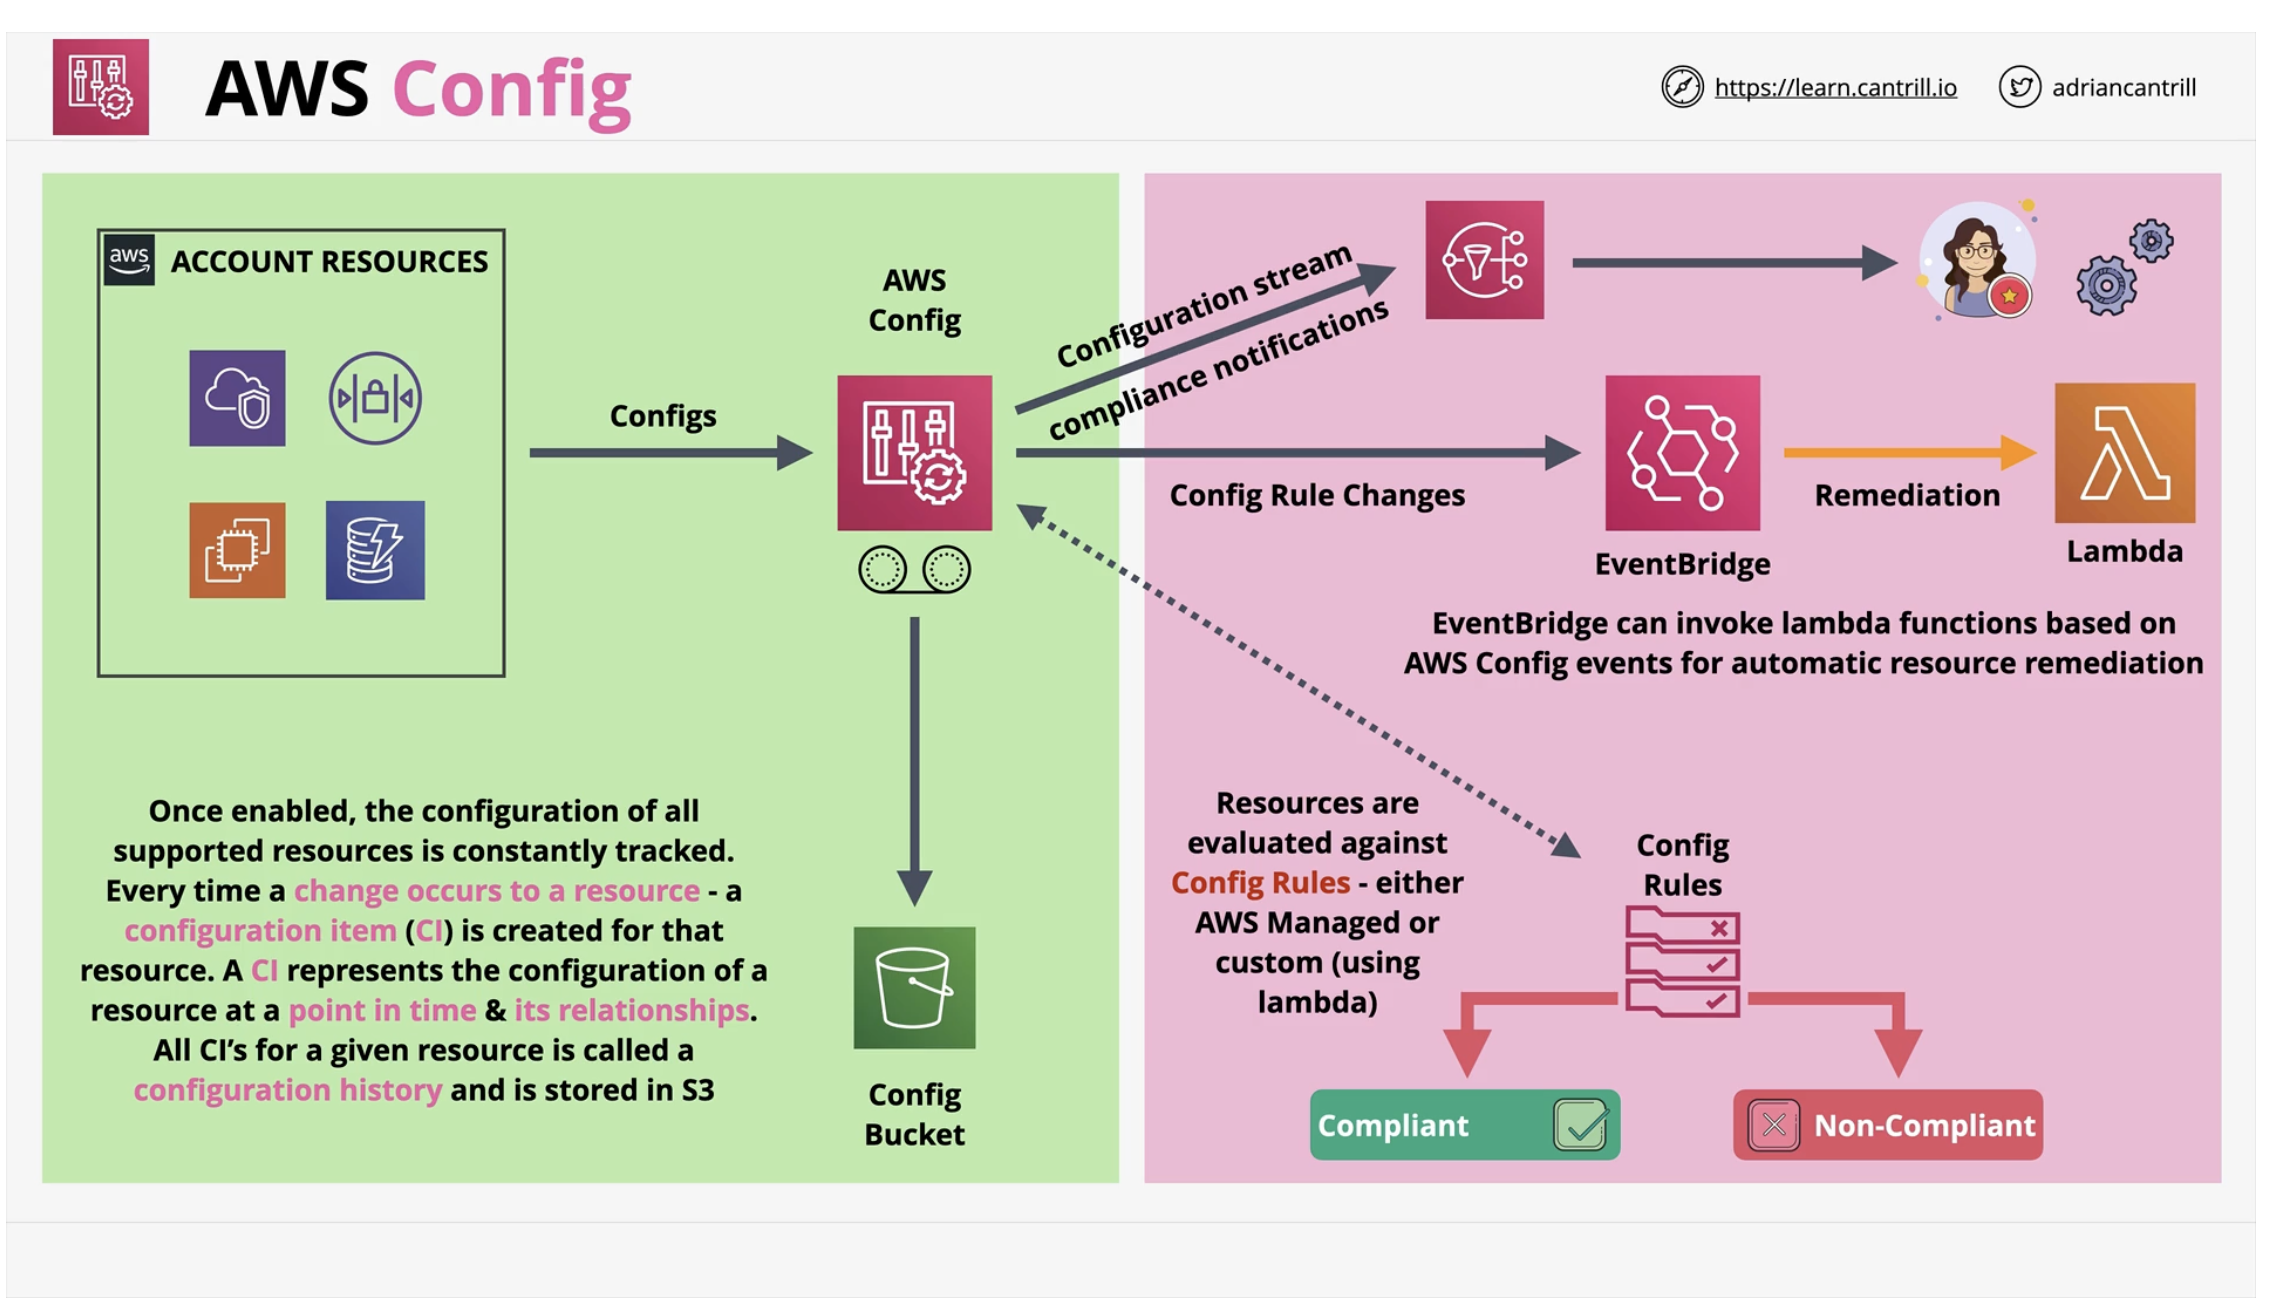 AWS Config
https://learn.cantrill.io
adriancantrill
aws
ACCOUNT RESOURCES
Configs
AWS
Config
Configuration stream
compliance notifications
Config Rule Changes
EventBridge
Remediation
Lambda
EventBridge can invoke lambda functions based on
AWS Config events for automatic resource remediation
Once enabled, the configuration of all
supported resources is constantly tracked.
Every time a change occurs to a resource - a
configuration item (CI) is created for that
resource. A CI represents the configuration of a
resource at a point in time & its relationships.
All CI's for a given resource is called a
configuration history and is stored in S3
Config
Bucket
Resources are
evaluated against
Config Rules - either
AWS Managed or
custom (using
lambda)
Config
Rules
Compliant
Non-Compliant